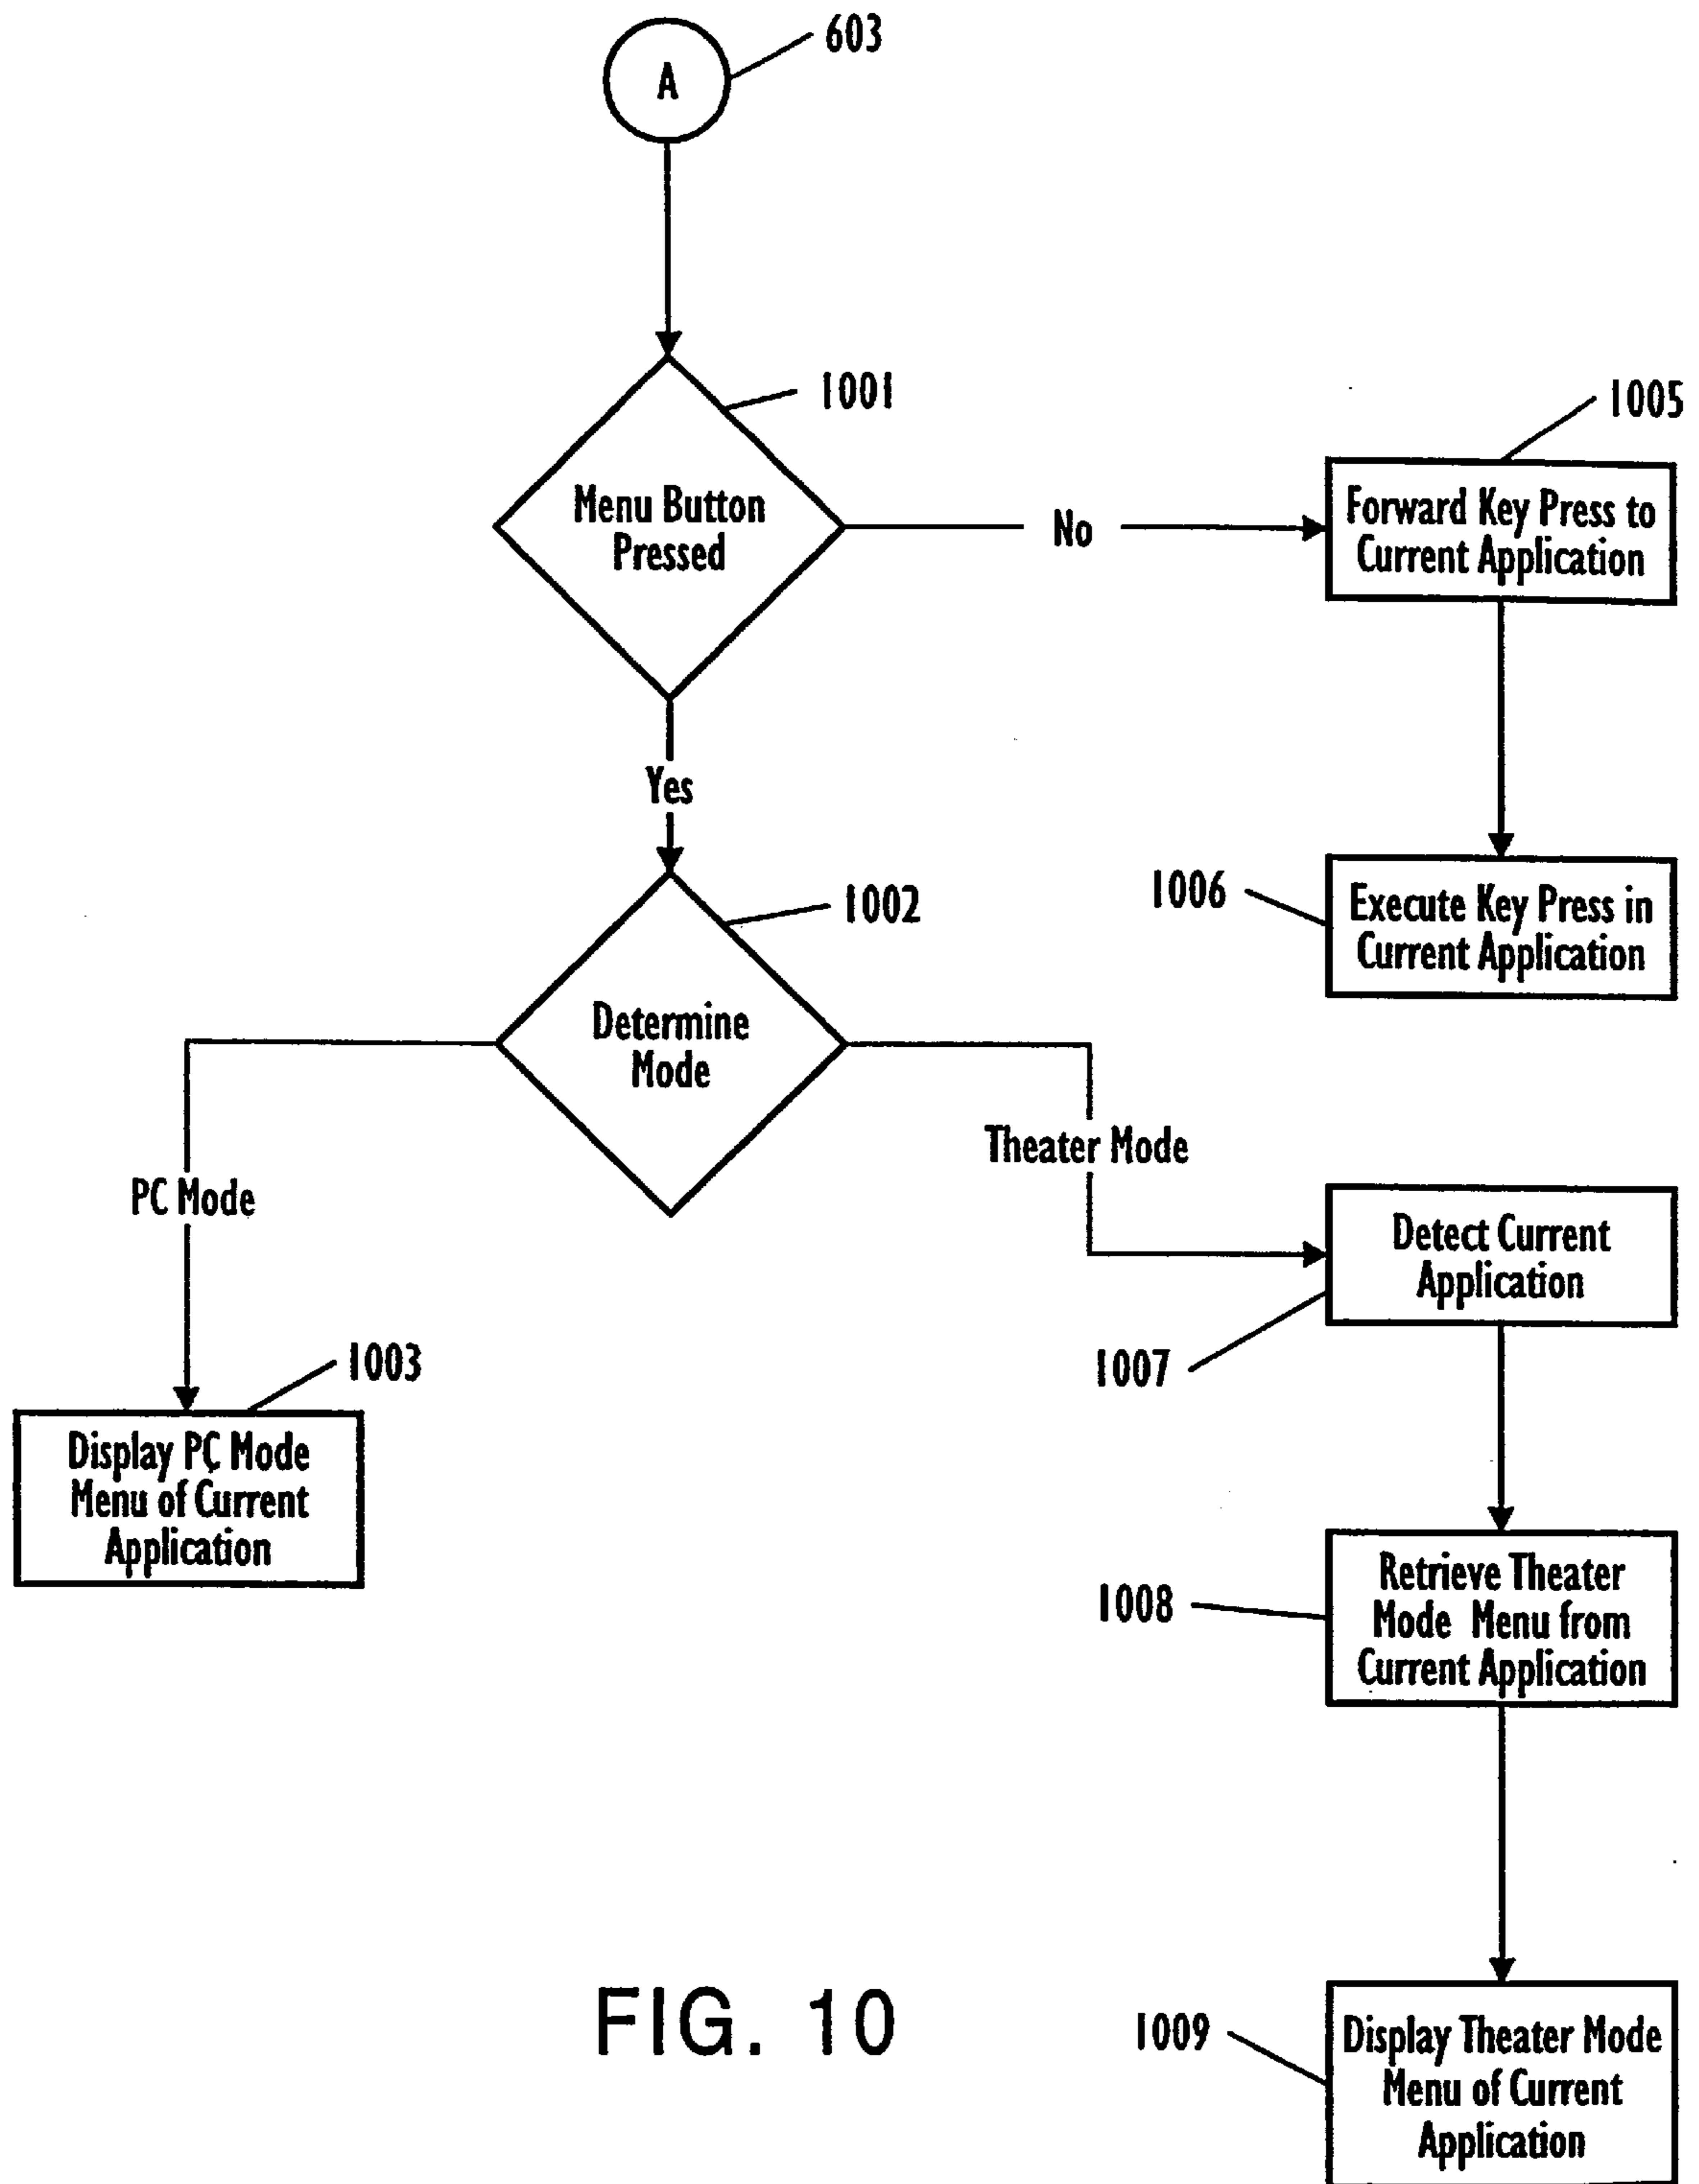 603
A
1001
Menu Button
Pressed
No
1005
Forward Key Press to
Current Application
Yes
1006
Execute Key Press in
Current Application
1002
Determine
Mode
PC Mode
Theater Mode
Detect Current
Application
1007
1003
Display PC Mode
Menu of Current
Application
1008
Retrieve Theater
Mode Menu from
Current Application
FIG. 10
1009
Display Theater Mode
Menu of Current
Application